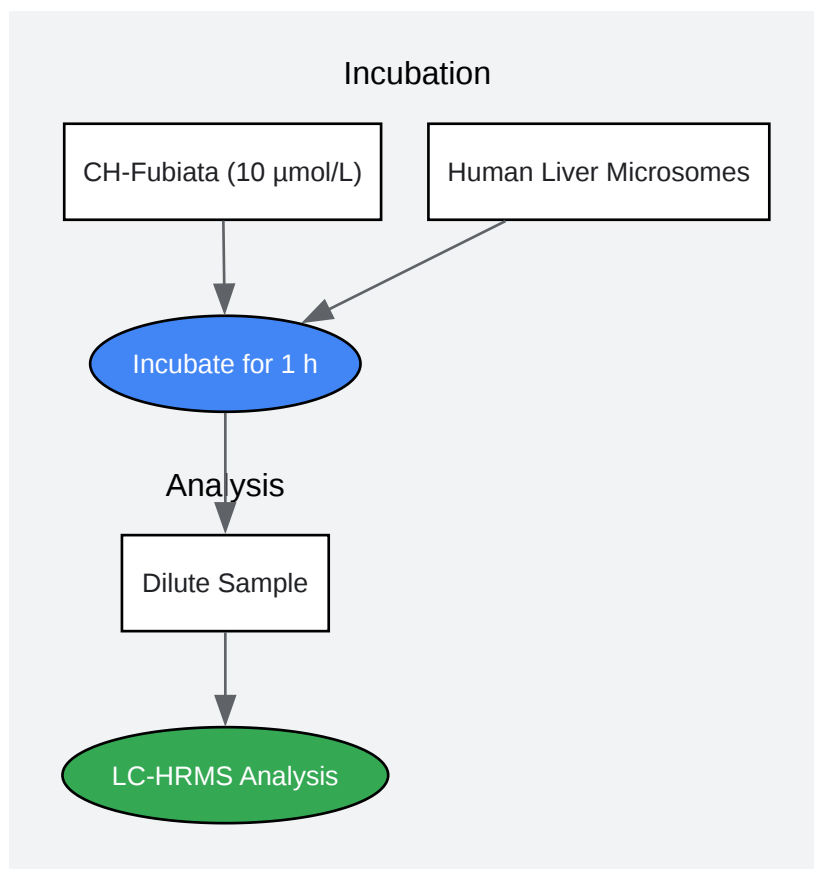 Incubation
CH-Fubiata (10 µmol/L)
Human Liver Microsomes
Incubate for 1 h
Analysis
Dilute Sample
LC-HRMS Analysis